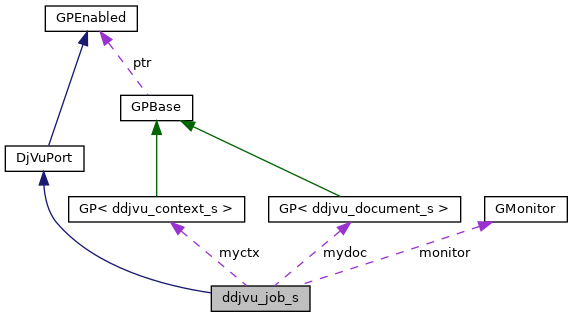 GPEnabled
ptr
GPBase
DjVuPort
GP< ddjvu_context_s >
GP< ddjvu_document_s >
GMonitor
myctx
mydoc
monitor
ddjvu_job_s